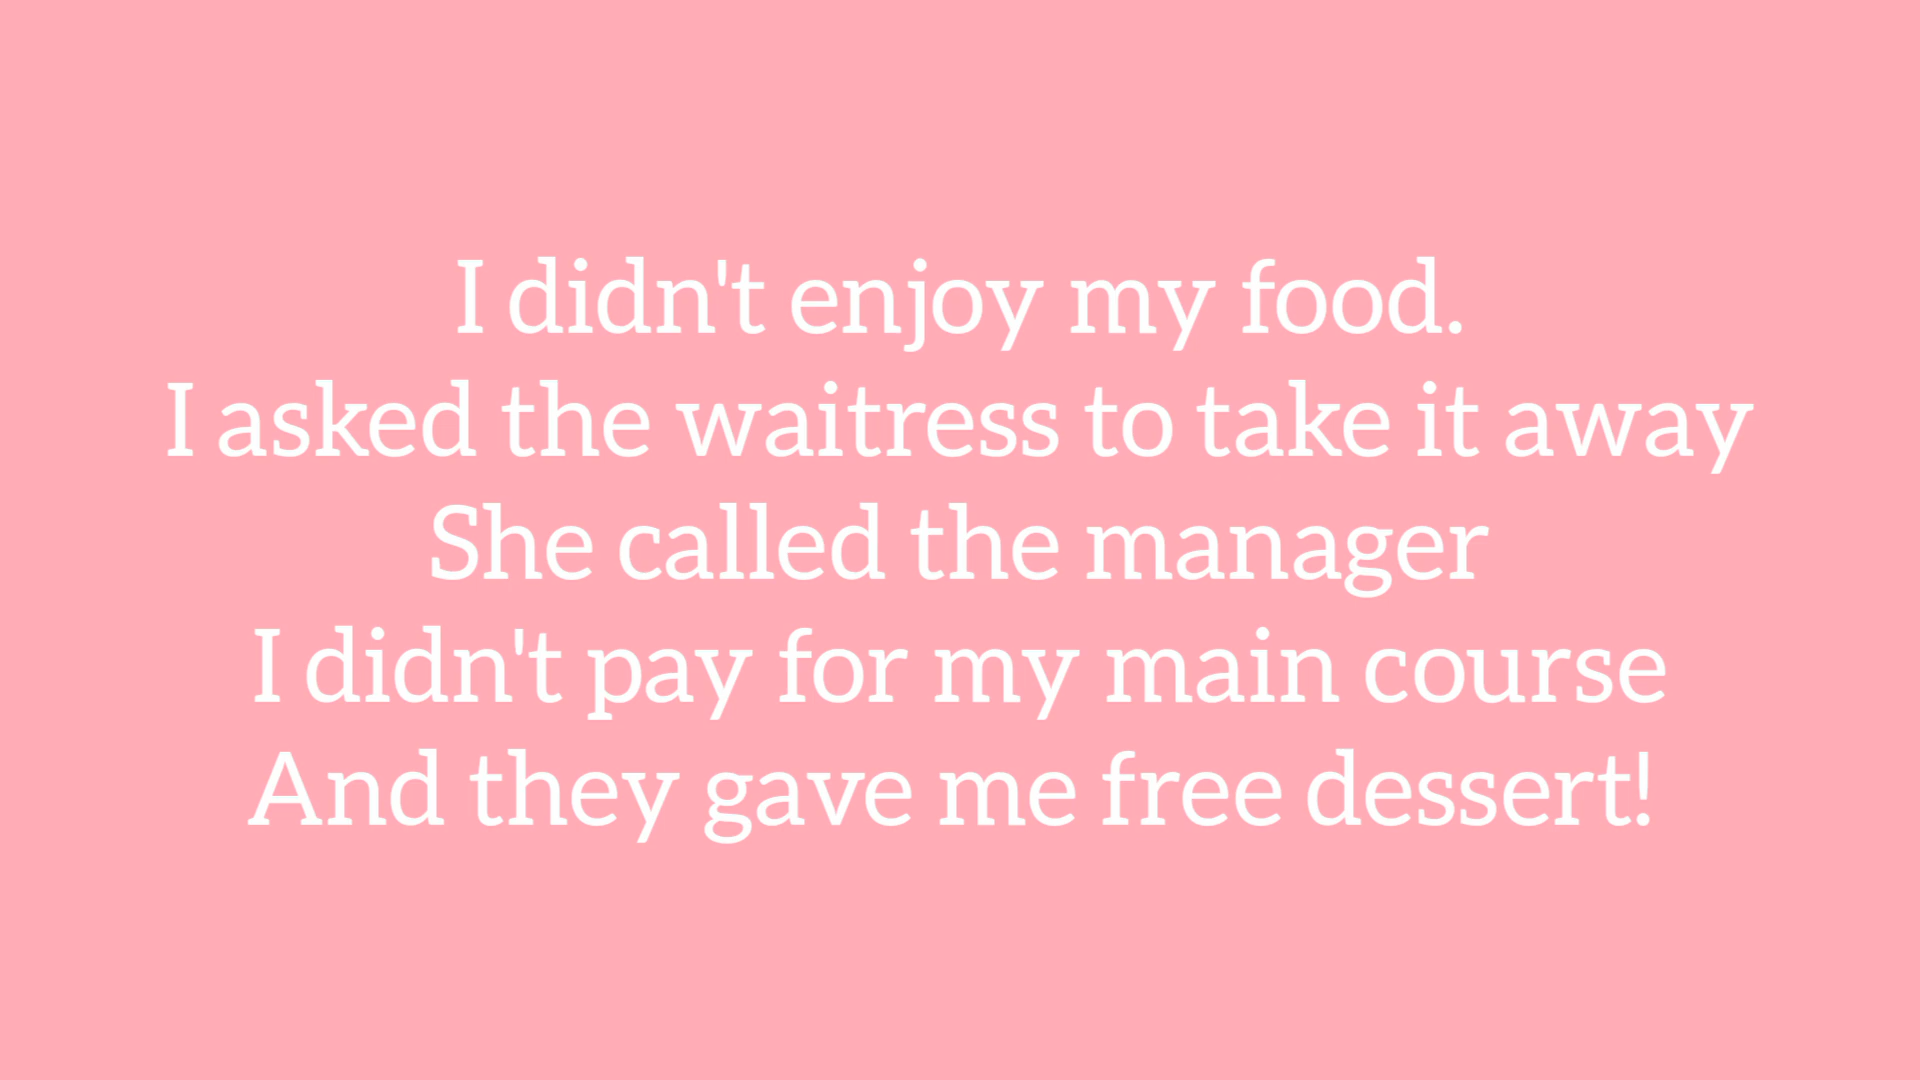 I didn't enjoy my food.
I asked the waitress to take it away
She called the manager
I didn't pay for my main course
And they gave me free dessert!